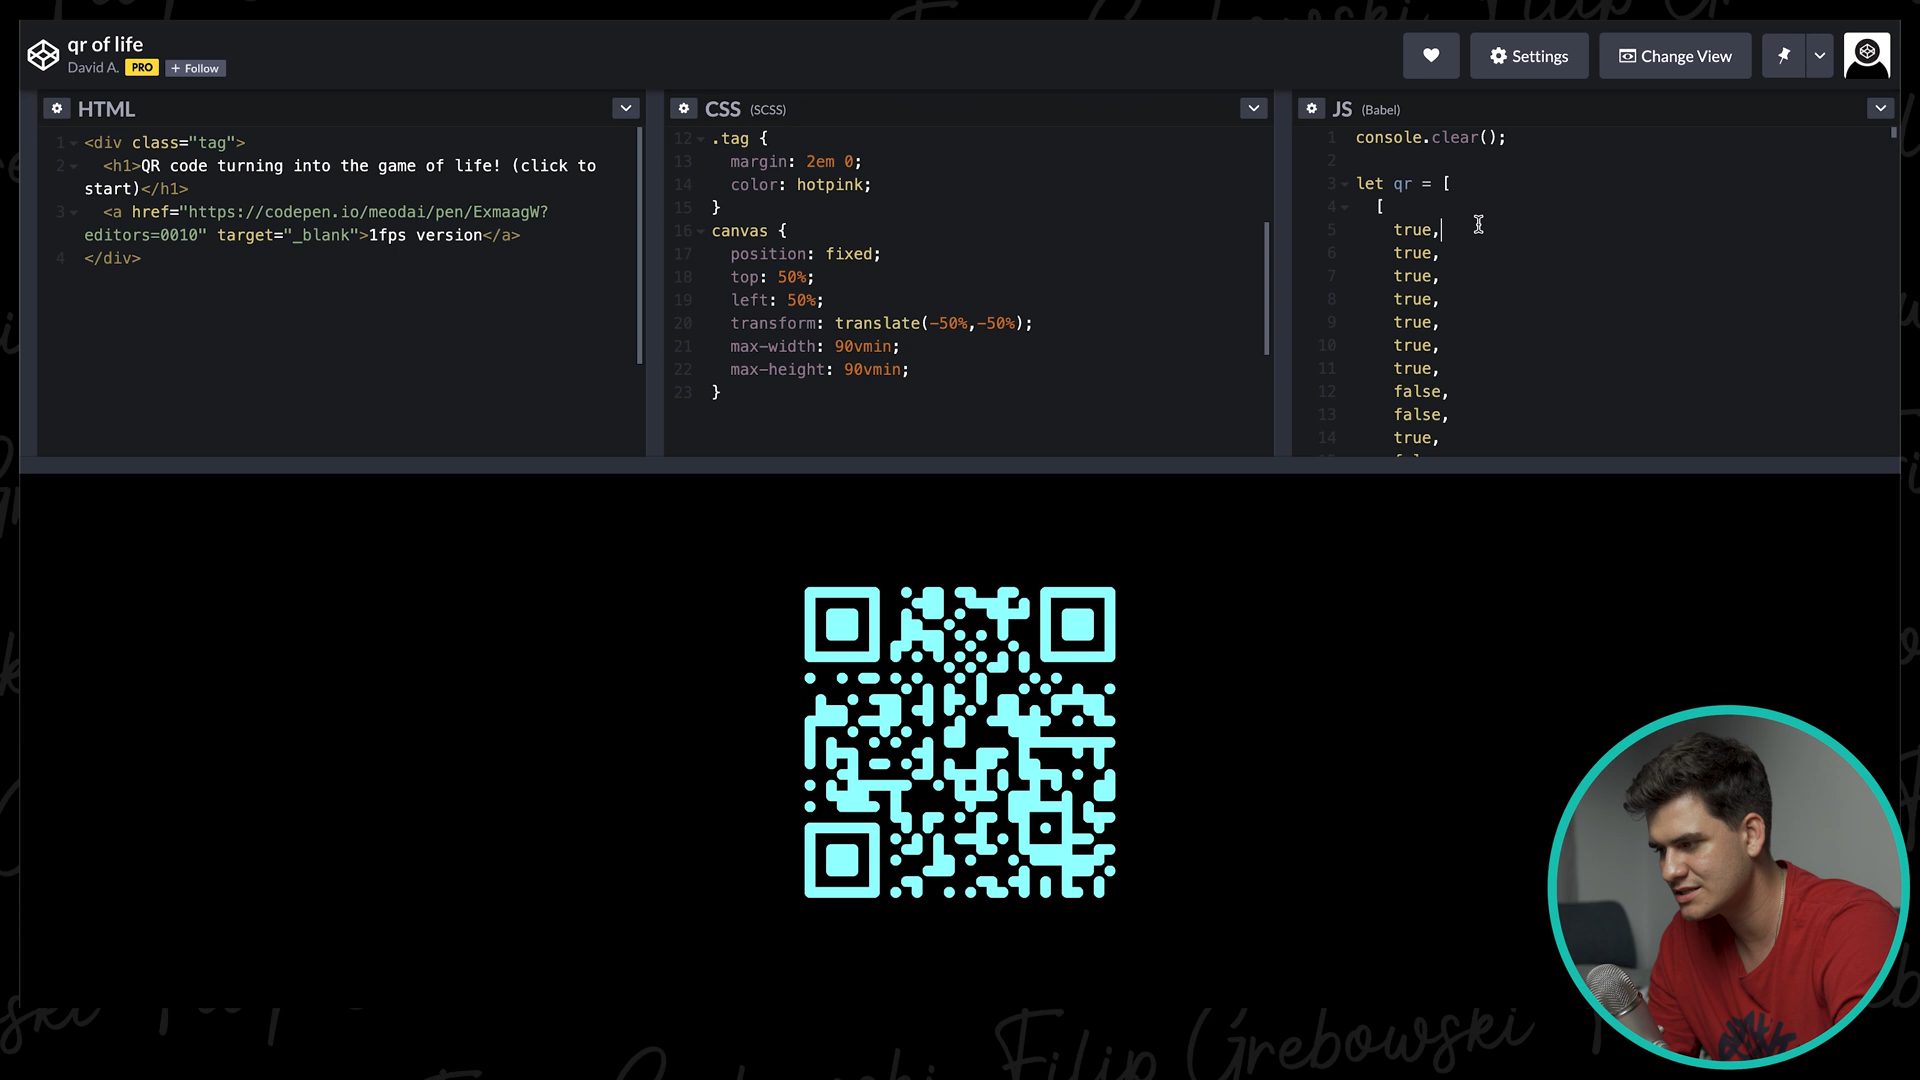 qr of life
David A. PRO + Follow
Settings
Change View
HTML
1 <div class="tag">
2 <h1>QR code turning into the game of life! (click to
start)</h1>
3 <a href="https://codepen.io/meodai/pen/ExmaagW?
editors=0010" target="_blank">1fps version</a>
4 </div>
CSS (SCSS)
12 .tag {
13 margin: 2em 0;
14 color: hotpink;
15 }
16 canvas {
17 position: fixed;
18 top: 50%;
19 left: 50%;
20 transform: translate(-50%,-50%);
21 max-width: 90vmin;
22 max-height: 90vmin;
23 }
JS (Babel)
1 console.clear();
2
3 let qr = [
4 [
5 true,
6 true,
7 true,
8 true,
9 true,
10 true,
11 true,
12 false,
13 false,
14 true,
Filip Grebowski